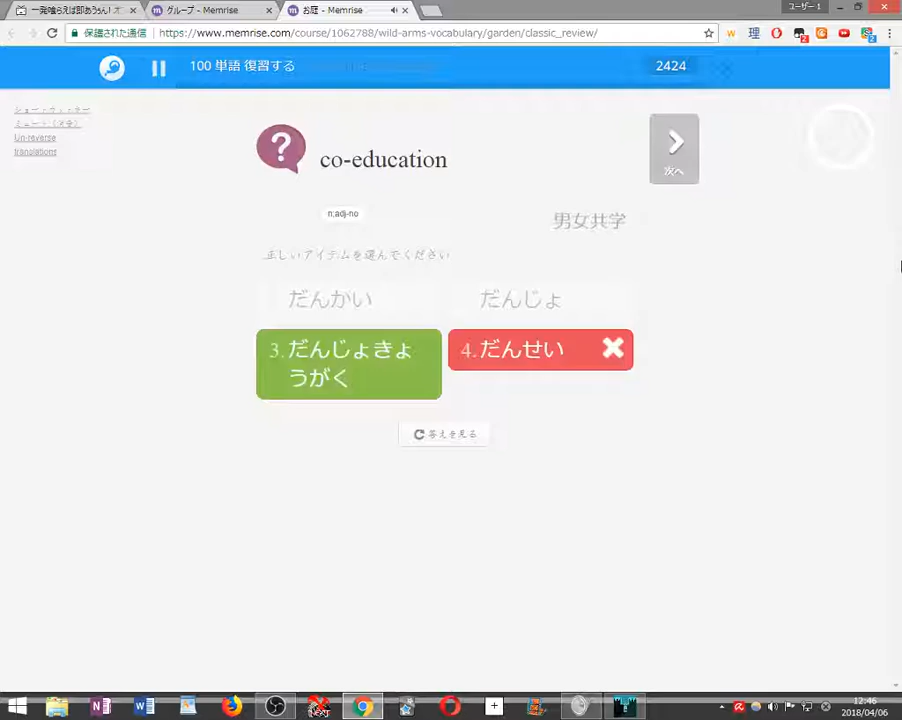 一発喰らえば即あうぅん! オ
グループ - Memrise
お庭 - Memrise
ユーザー 1
保護された通信
https://www.memrise.com/course/1062788/wild-arms-vocabulary/garden/classic_review/
100 単語 復習する
2424
Un-reverse
translations
?
co-education
次へ
n;adj-no
男女共学
正しいアイテムを選んでください
だんかい
だんじょ
3. だんじょきょ
うがく
4. だんせい
答えを見る
12:46
2018/04/06